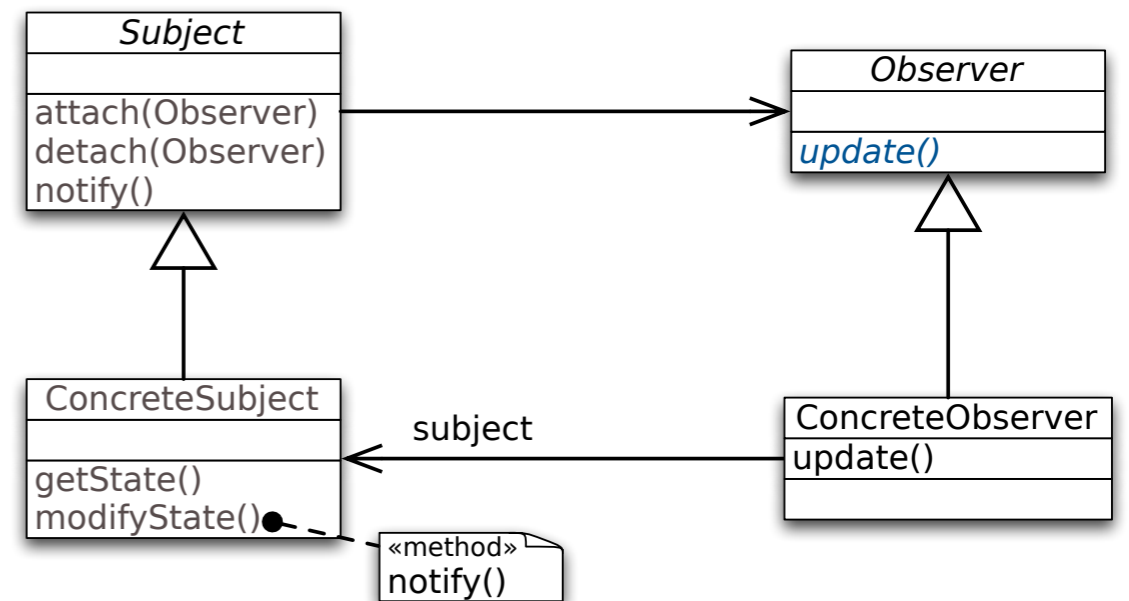 Subject
attach(Observer)
detach(Observer)
notify()
Observer
update()
ConcreteSubject
getState()
modifyState()
subject
ConcreteObserver
update()
«method»
notify()